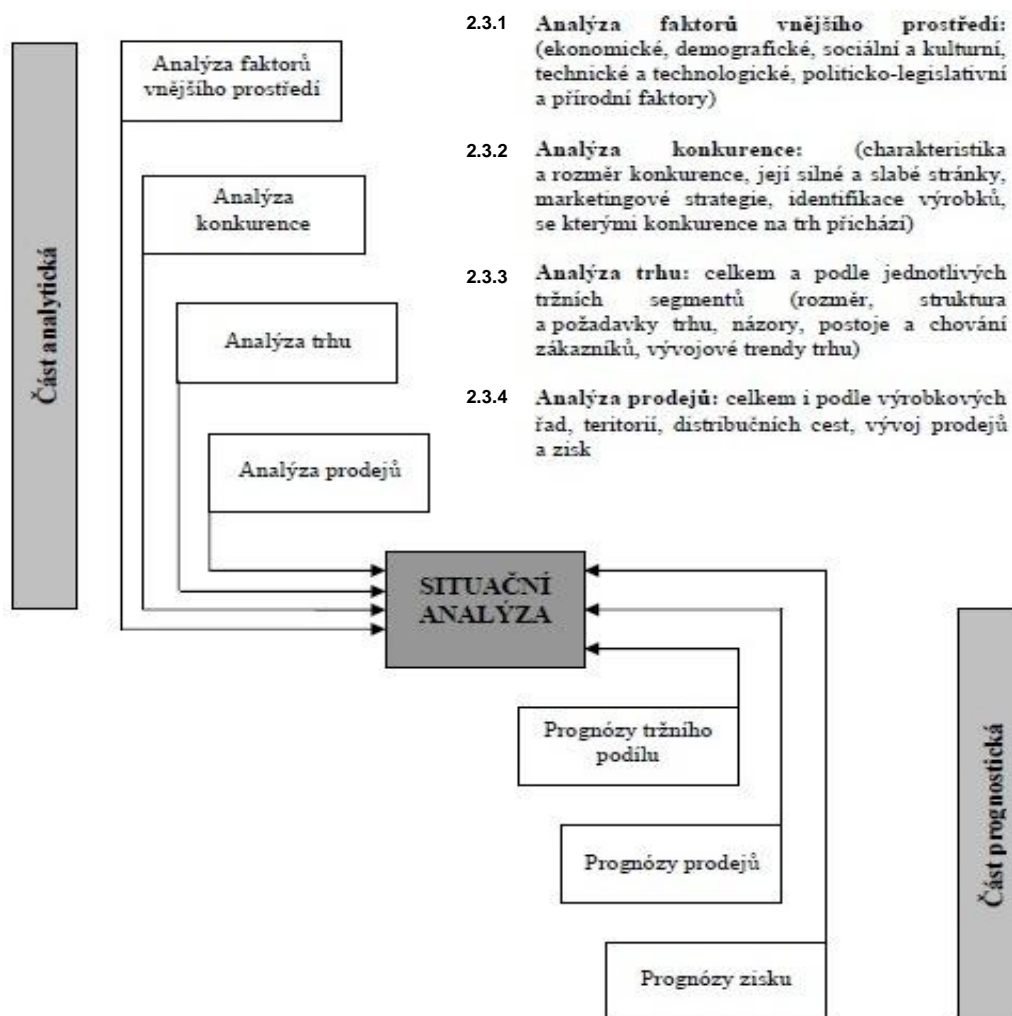 2.3.1 Analýza faktorů vnějšího prostředí:
(ekonomické, demografické, sociální a kulturní,
technické a technologické, politicko-legislativní
a přírodní faktory)
2.3.2 Analýza konkurence: (charakteristika
a rozměr konkurence, její silné a slabé stránky,
marketingové strategie, identifikace výrobků,
se kterými konkurence na trh přichází)
2.3.3 Analýza trhu: celkem a podle jednotlivých
tržních segmentů (rozměr, struktura
a požadavky trhu, názory, postoje a chování
zákazníků, vývojové trendy trhu)
2.3.4 Analýza prodejů: celkem i podle výrobkových
řad, teritorií, distribučních cest, vývoj prodejů
a zisk
Část analytická
Analýza faktorů
vnějšího prostředí
Analýza
konkurence
Analýza trhu
Analýza prodejů
SITUAČNÍ
ANALÝZA
Prognózy tržního
podílu
Prognózy prodejů
Prognózy zisku
Část prognostická